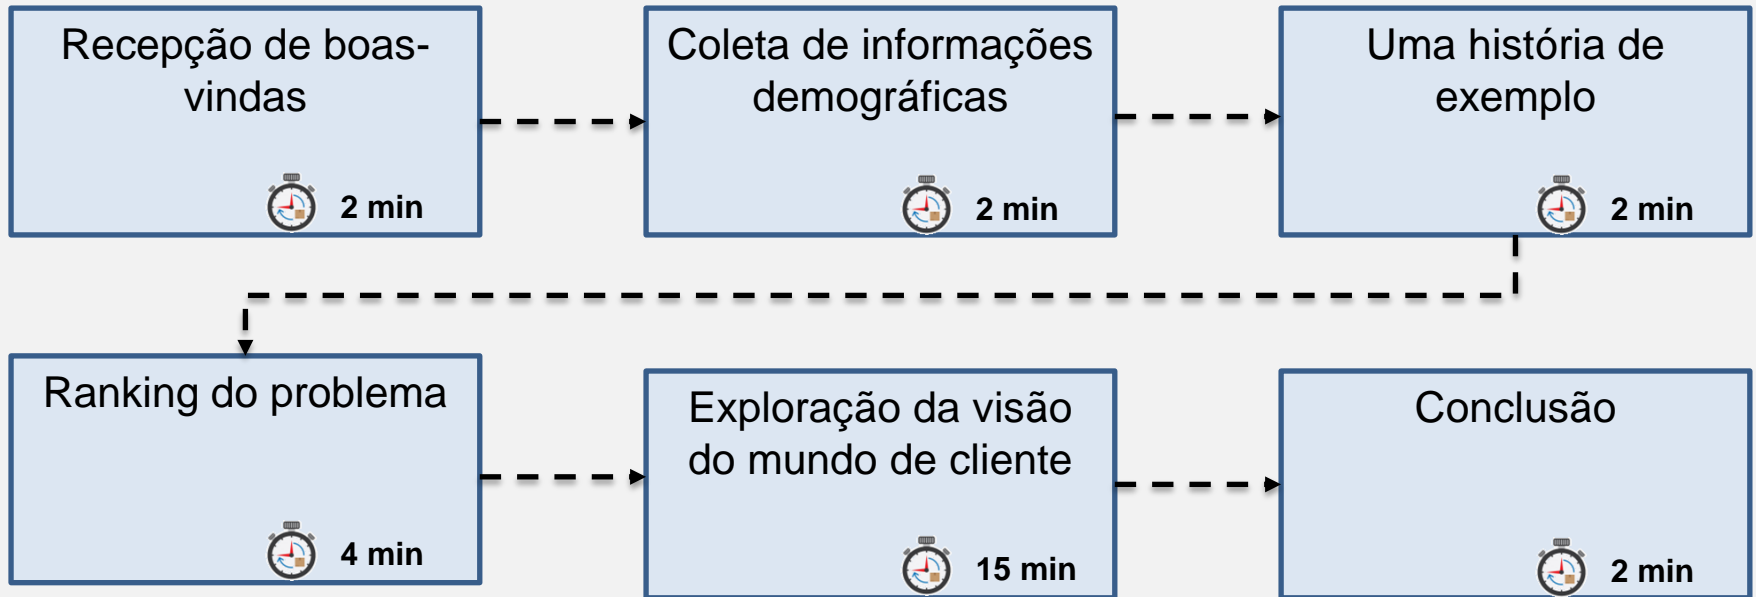 Recepção de boas-
vindas
2 min
Coleta de informações
demográficas
2 min
Uma história de
exemplo
2 min
Ranking do problema
4 min
Exploração da visão
do mundo de cliente
15 min
Conclusão
2 min